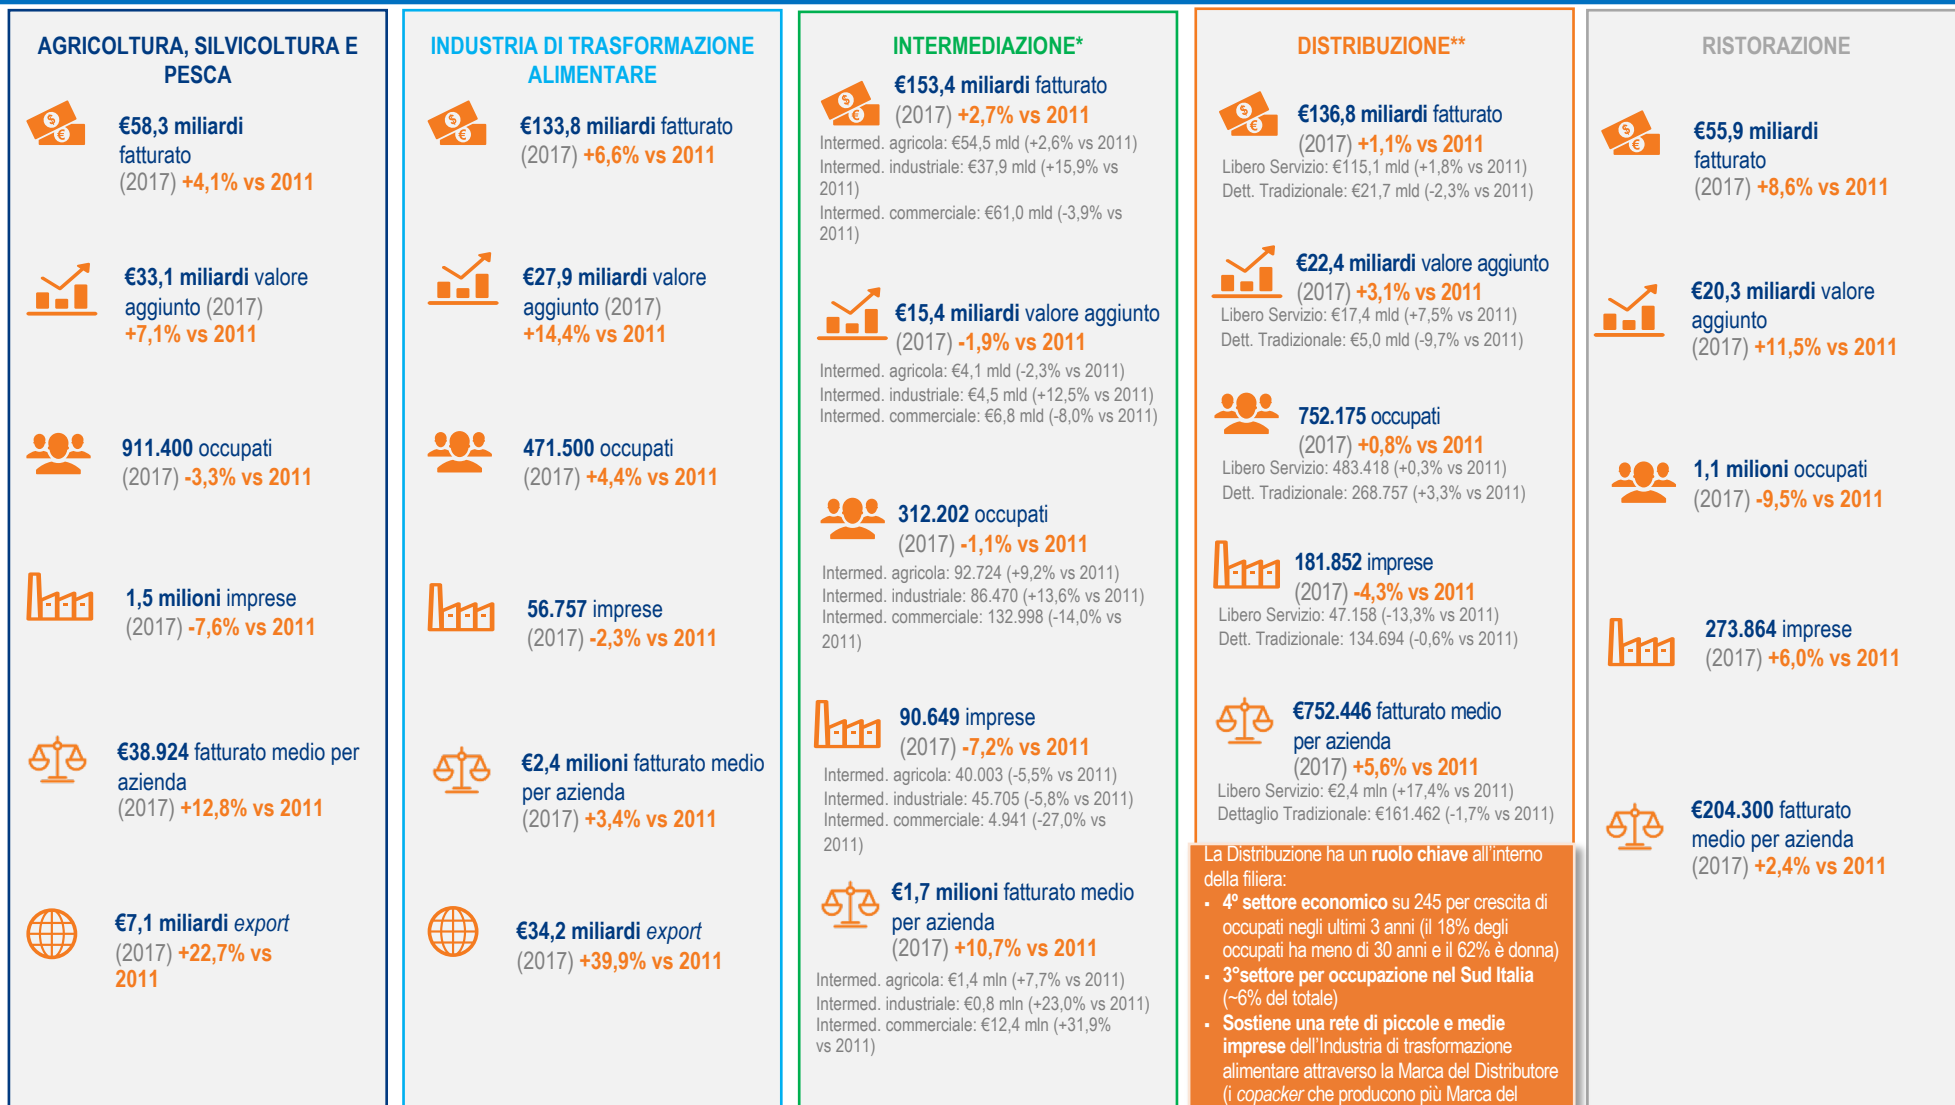 AGRICOLTURA, SILVICOLTURA E
PESCA
€58,3 miliardi
fatturato
(2017) +4,1% vs 2011
€33,1 miliardi valore
aggiunto (2017)
+7,1% vs 2011
911.400 occupati
(2017) -3,3% vs 2011
1,5 milioni imprese
(2017) -7,6% vs 2011
€38.924 fatturato medio per
azienda
(2017) +12,8% vs 2011
€7,1 miliardi export
(2017) +22,7% vs
2011
INDUSTRIA DI TRASFORMAZIONE
ALIMENTARE
€133,8 miliardi fatturato
(2017) +6,6% vs 2011
€27,9 miliardi valore
aggiunto (2017)
+14,4% vs 2011
471.500 occupati
(2017) +4,4% vs 2011
56.757 imprese
(2017) -2,3% vs 2011
€2,4 milioni fatturato medio
per azienda
(2017) +3,4% vs 2011
€34,2 miliardi export
(2017) +39,9% vs 2011
INTERMEDIAZIONE*
€153,4 miliardi fatturato
(2017) +2,7% vs 2011
Intermed. agricola: €54,5 mld (+2,6% vs 2011)
Intermed. industriale: €37,9 mld (+15,9% vs
2011)
Intermed. commerciale: €61,0 mld (-3,9% vs
2011)
€15,4 miliardi valore aggiunto
(2017) -1,9% vs 2011
Intermed. agricola: €4,1 mld (-2,3% vs 2011)
Intermed. industriale: €4,5 mld (+12,5% vs 2011)
Intermed. commerciale: €6,8 mld (-8,0% vs 2011)
312.202 occupati
(2017) -1,1% vs 2011
Intermed. agricola: 92.724 (+9,2% vs 2011)
Intermed. industriale: 86.470 (+13,6% vs 2011)
Intermed. commerciale: 132.998 (-14,0% vs
2011)
90.649 imprese
(2017) -7,2% vs 2011
Intermed. agricola: 40.003 (-5,5% vs 2011)
Intermed. industriale: 45.705 (-5,8% vs 2011)
Intermed. commerciale: 4.941 (-27,0% vs
2011)
€1,7 milioni fatturato medio
per azienda
(2017) +10,7% vs 2011
Intermed. agricola: €1,4 mln (+7,7% vs 2011)
Intermed. industriale: €0,8 mln (+23,0% vs 2011)
Intermed. commerciale: €12,4 mln (+31,9%
vs 2011)
DISTRIBUZIONE**
€136,8 miliardi fatturato
(2017) +1,1% vs 2011
Libero Servizio: €115,1 mld (+1,8% vs 2011)
Dett. Tradizionale: €21,7 mld (-2,3% vs 2011)
€22,4 miliardi valore aggiunto
(2017) +3,1% vs 2011
Libero Servizio: €17,4 mld (+7,5% vs 2011)
Dett. Tradizionale: €5,0 mld (-9,7% vs 2011)
752.175 occupati
(2017) +0,8% vs 2011
Libero Servizio: 483.418 (+0,3% vs 2011)
Dett. Tradizionale: 268.757 (+3,3% vs 2011)
181.852 imprese
(2017) -4,3% vs 2011
Libero Servizio: 47.158 (-13,3% vs 2011)
Dett. Tradizionale: 134.694 (-0,6% vs 2011)
€752.446 fatturato medio
per azienda
(2017) +5,6% vs 2011
Libero Servizio: €2,4 mln (+17,4% vs 2011)
Dettaglio Tradizionale: €161.462 (-1,7% vs 2011)
La Distribuzione ha un ruolo chiave all'interno
della filiera:
▪ 4° settore economico su 245 per crescita di
occupati negli ultimi 3 anni (il 18% degli
occupati ha meno di 30 anni e il 62% è donna)
▪ 3°settore per occupazione nel Sud Italia
(~6% del totale)
▪ Sostiene una rete di piccole e medie
imprese dell'Industria di trasformazione
alimentare attraverso la Marca del Distributore
(i copacker che producono più Marca del
RISTORAZIONE
€55,9 miliardi
fatturato
(2017) +8,6% vs 2011
€20,3 miliardi valore
aggiunto
(2017) +11,5% vs 2011
1,1 milioni occupati
(2017) -9,5% vs 2011
273.864 imprese
(2017) +6,0% vs 2011
€204.300 fatturato
medio per azienda
(2017) +2,4% vs 2011